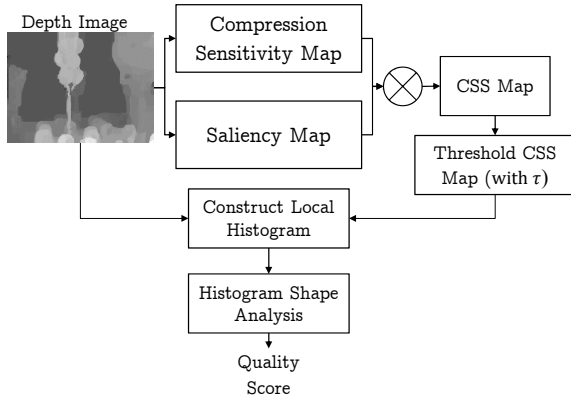 Depth Image
Compression
Sensitivity Map
Saliency Map
CSS Map
Threshold CSS
Map (with τ)
Construct Local
Histogram
Histogram Shape
Analysis
Quality
Score